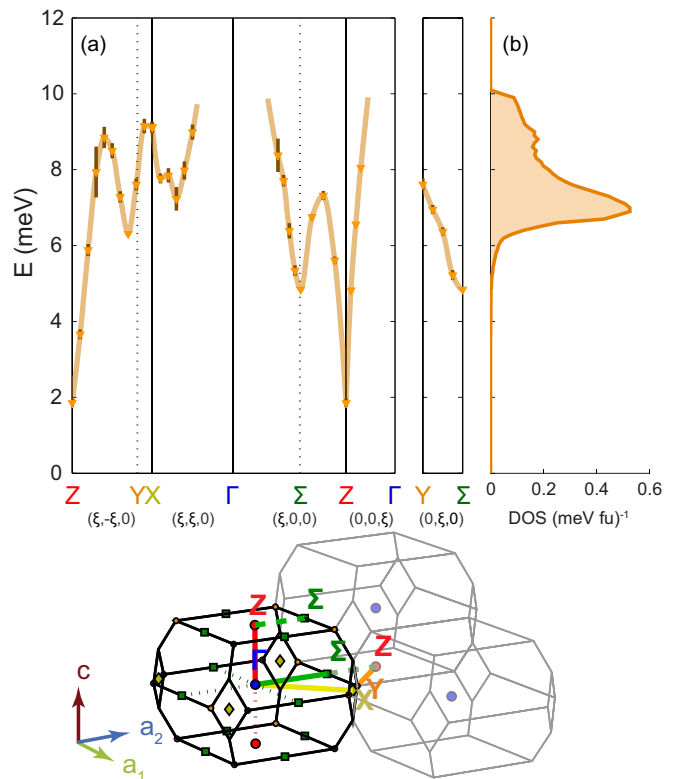 (a)
(b)
E (meV)
12
10
8
6
4
2
0
Z Y X Γ Σ Z Γ Y Σ
0 0.2 0.4 0.6
(ξ,-ξ,0) (ξ,ξ,0) (ξ,0,0) (0,0,ξ) (0,ξ,0) DOS (meV fu)⁻¹
Z Σ
Γ Σ Z
Y
X
c
a₂
a₁